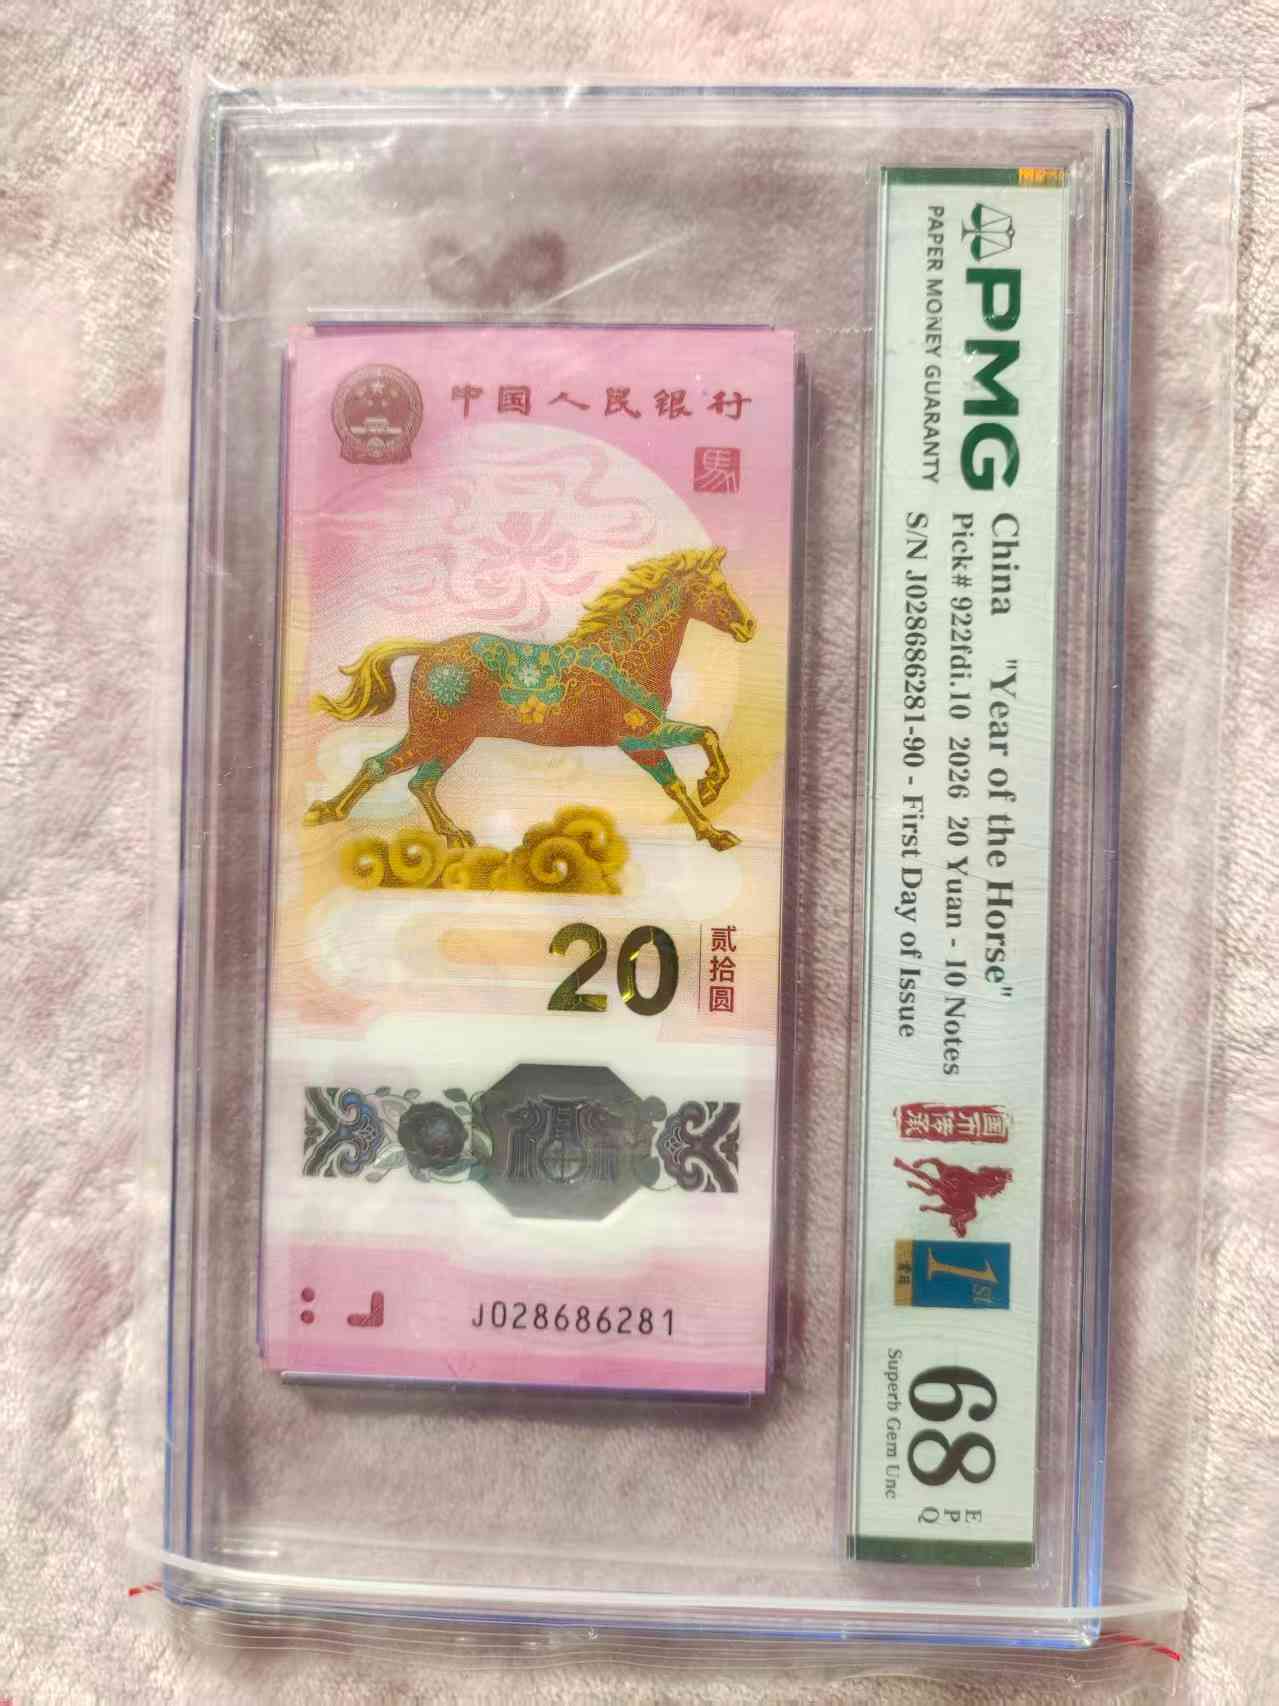 中国人民银行
馬
20
贰拾圆
J028686281
PMG
PAPER MONEY GUARANTY
China "Year of the Horse"
Pick# 922fdi.10 2026 20 Yuan - 10 Notes
S/N J028686281-90 - First Day of Issue
1st
68
EPQ
Superb Gem Unc